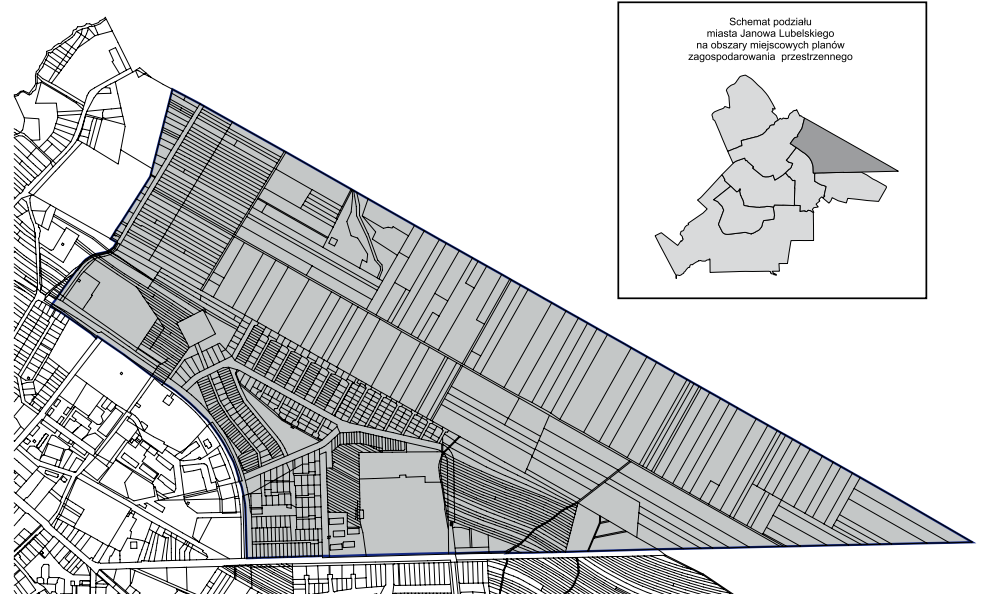 Schemat podziału
miasta Janowa Lubelskiego
na obszary miejscowych planów
zagospodarowania przestrzennego